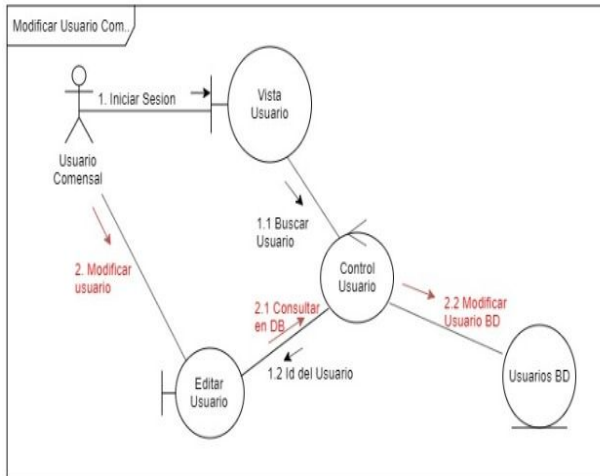 Modificar Usuario Com..
1. Iniciar Sesion
Vista
Usuario
Usuario
Comensal
1.1 Buscar
Usuario
2. Modificar
usuario
Control
Usuario
2.1 Consultar
en DB
2.2 Modificar
Usuario BD
1.2 Id del Usuario
Editar
Usuario
Usuarios BD